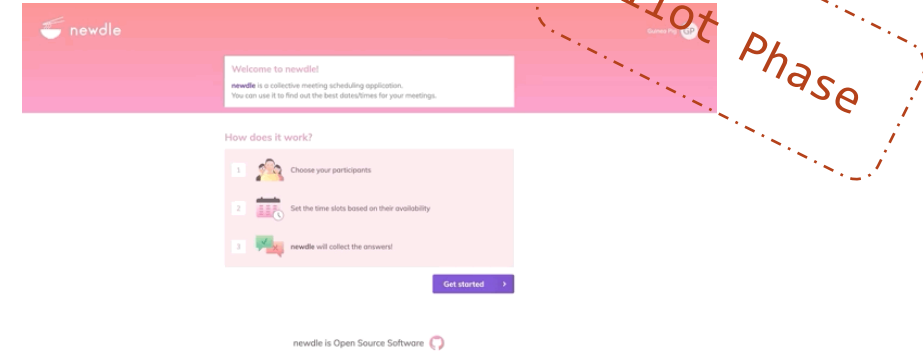 newdle
Guinea Pig GP
Phase
Welcome to newdle!
newdle is a collective meeting scheduling application.
You can use it to find out the best dates/times for your meetings.
How does it work?
1 Choose your participants
2 Set the time slots based on their availability
3 newdle will collect the answers!
Get started
newdle is Open Source Software